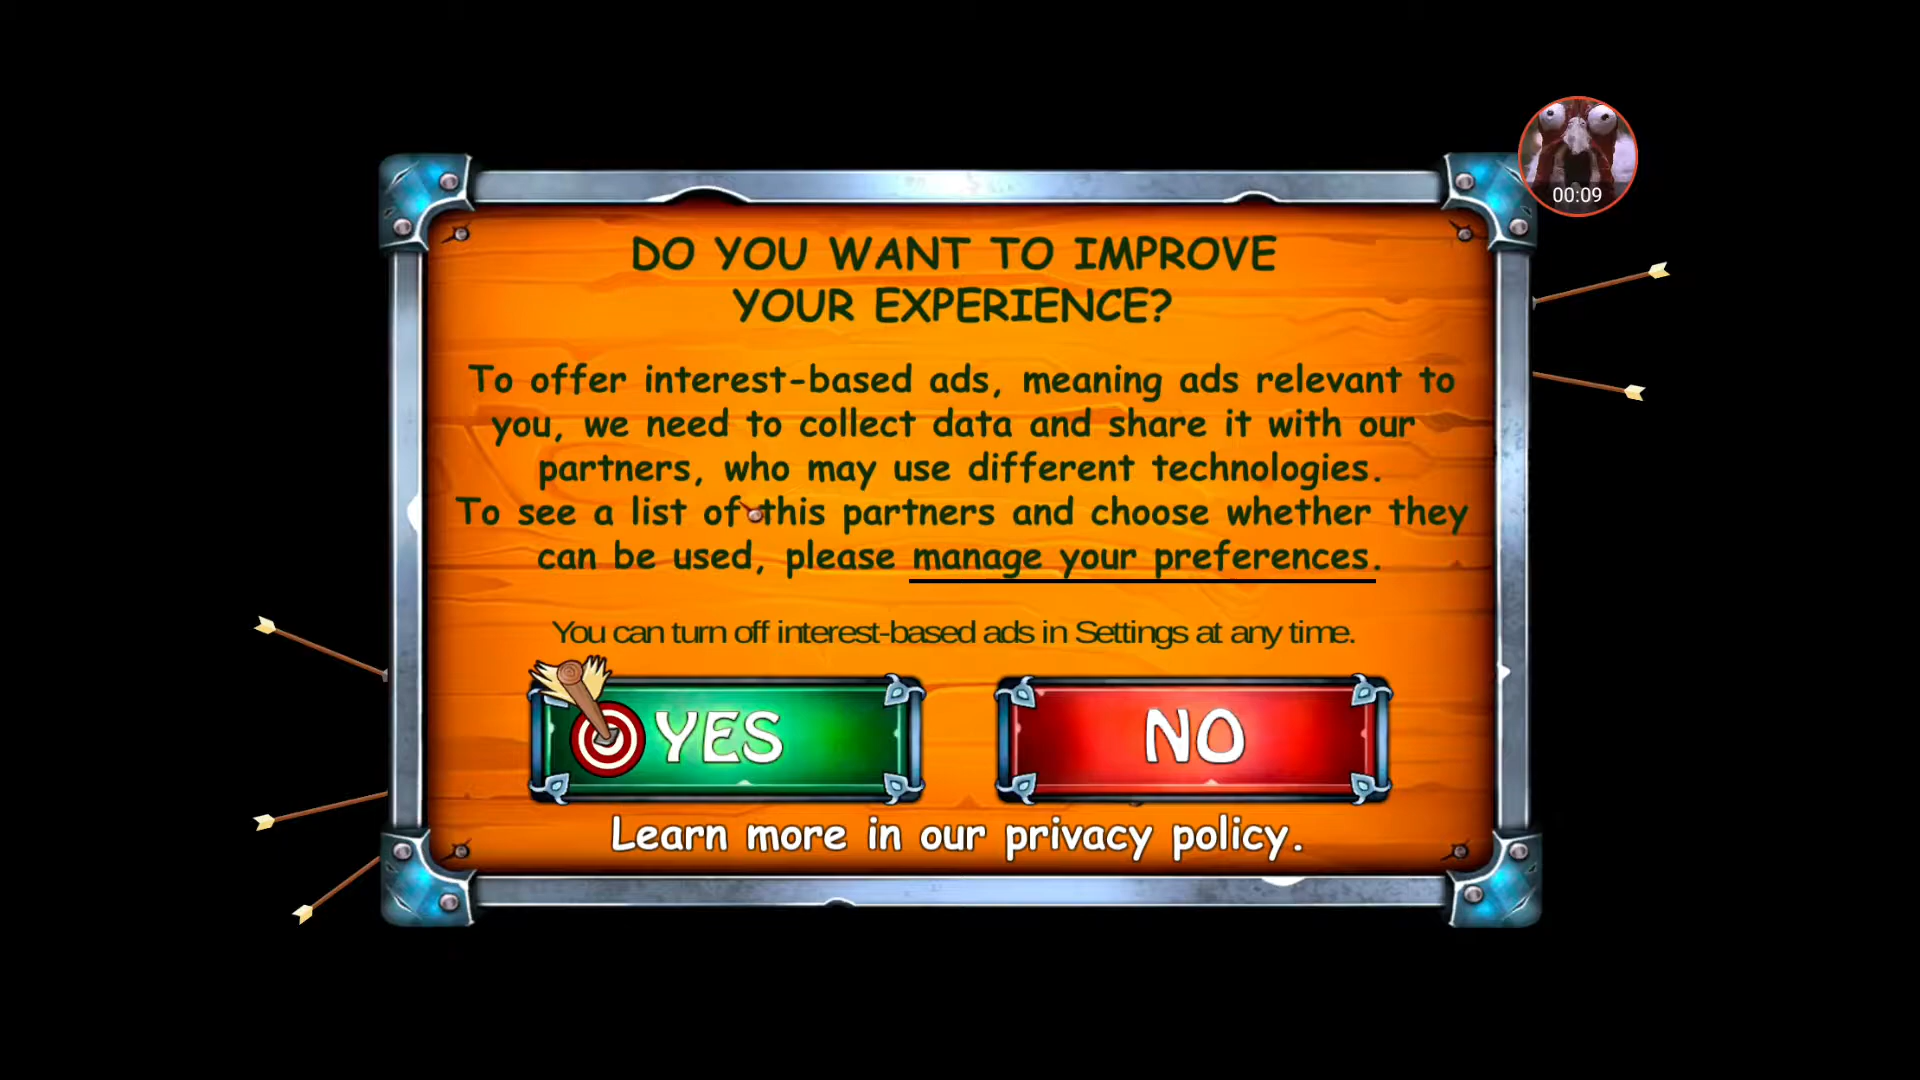 00:09
DO YOU WANT TO IMPROVE
YOUR EXPERIENCE?
To offer interest-based ads, meaning ads relevant to
you, we need to collect data and share it with our
partners, who may use different technologies.
To see a list of this partners and choose whether they
can be used, please manage your preferences.
You can turn off interest-based ads in Settings at any time.
YES
NO
Learn more in our privacy policy.